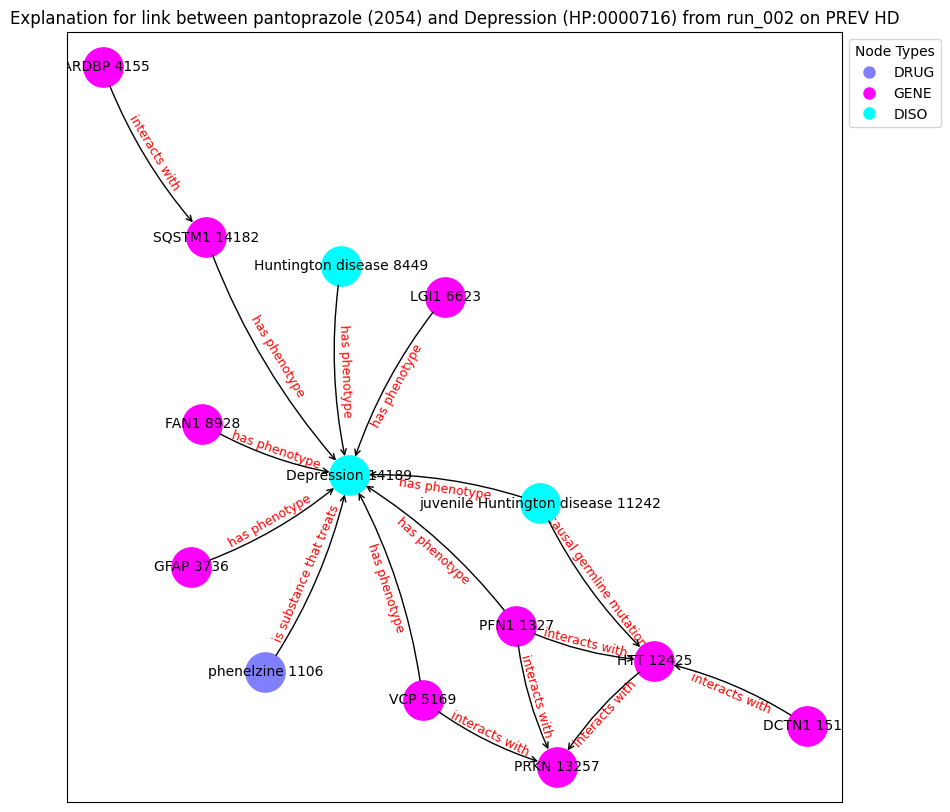 Explanation for link between pantoprazole (2054) and Depression (HP:0000716) from run_002 on PREV HD
Node Types
DRUG
GENE
DISO
ARDBP 4155
interacts with
SQSTM1 14182
Huntington disease 8449
LGI1 6623
has phenotype
has phenotype
has phenotype
FAN1 8928
has phenotype
Depression 14189
has phenotype
juvenile Huntington disease 11242
has phenotype
has phenotype
ausal germline mutation
is substance that treats
has phenotype
GFAP 3736
PFN1 1327
interacts with
HTT 12425
phenelzine 1106
interacts with
interacts with
interacts with
VCP 5169
interacts with
DCTN1 151
PRKN 13257